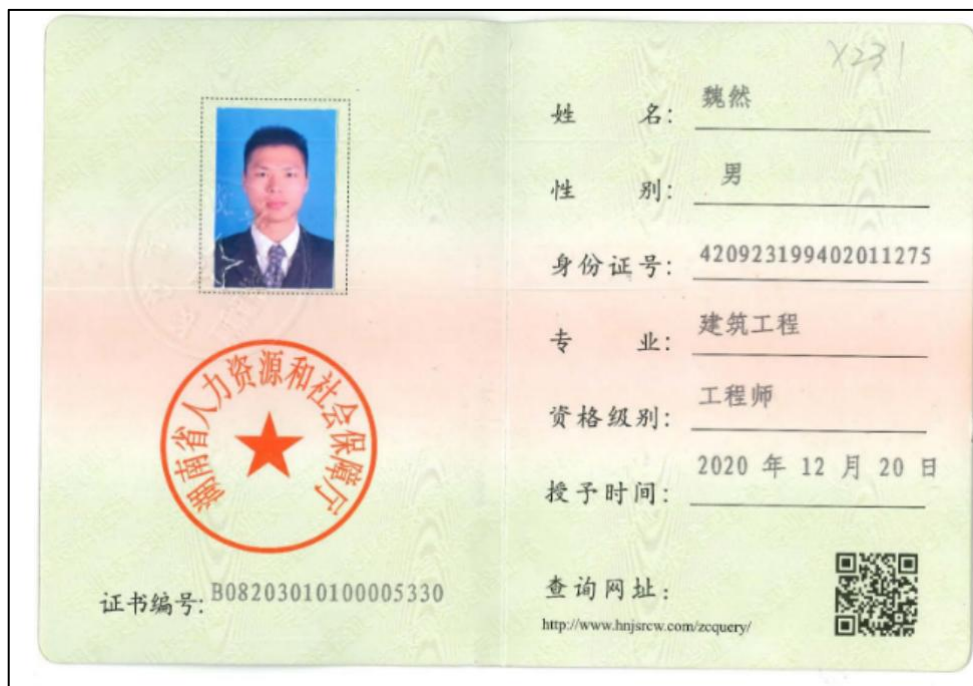 湖南省人力资源和社会保障厅
证书编号:B08203010100005330
X231
姓 名: 魏然
性 别: 男
身份证号: 420923199402011275
专 业: 建筑工程
资格级别: 工程师
授予时间: 2020 年 12 月 20 日
查询网址:
http://www.hnjsrcw.com/zcquery/